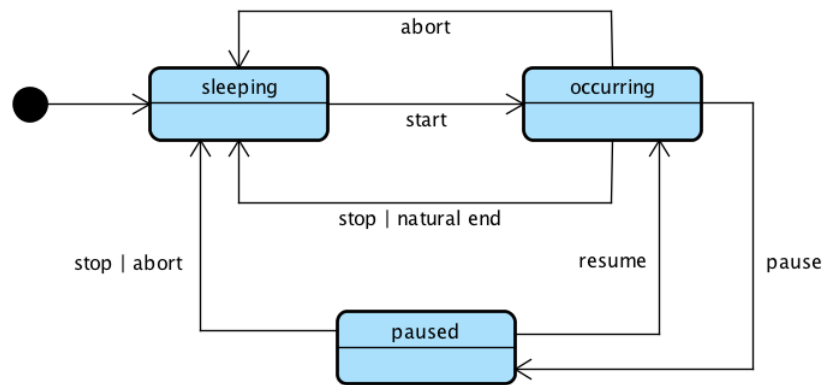 abort
sleeping
occurring
start
stop | natural end
stop | abort
resume
pause
paused